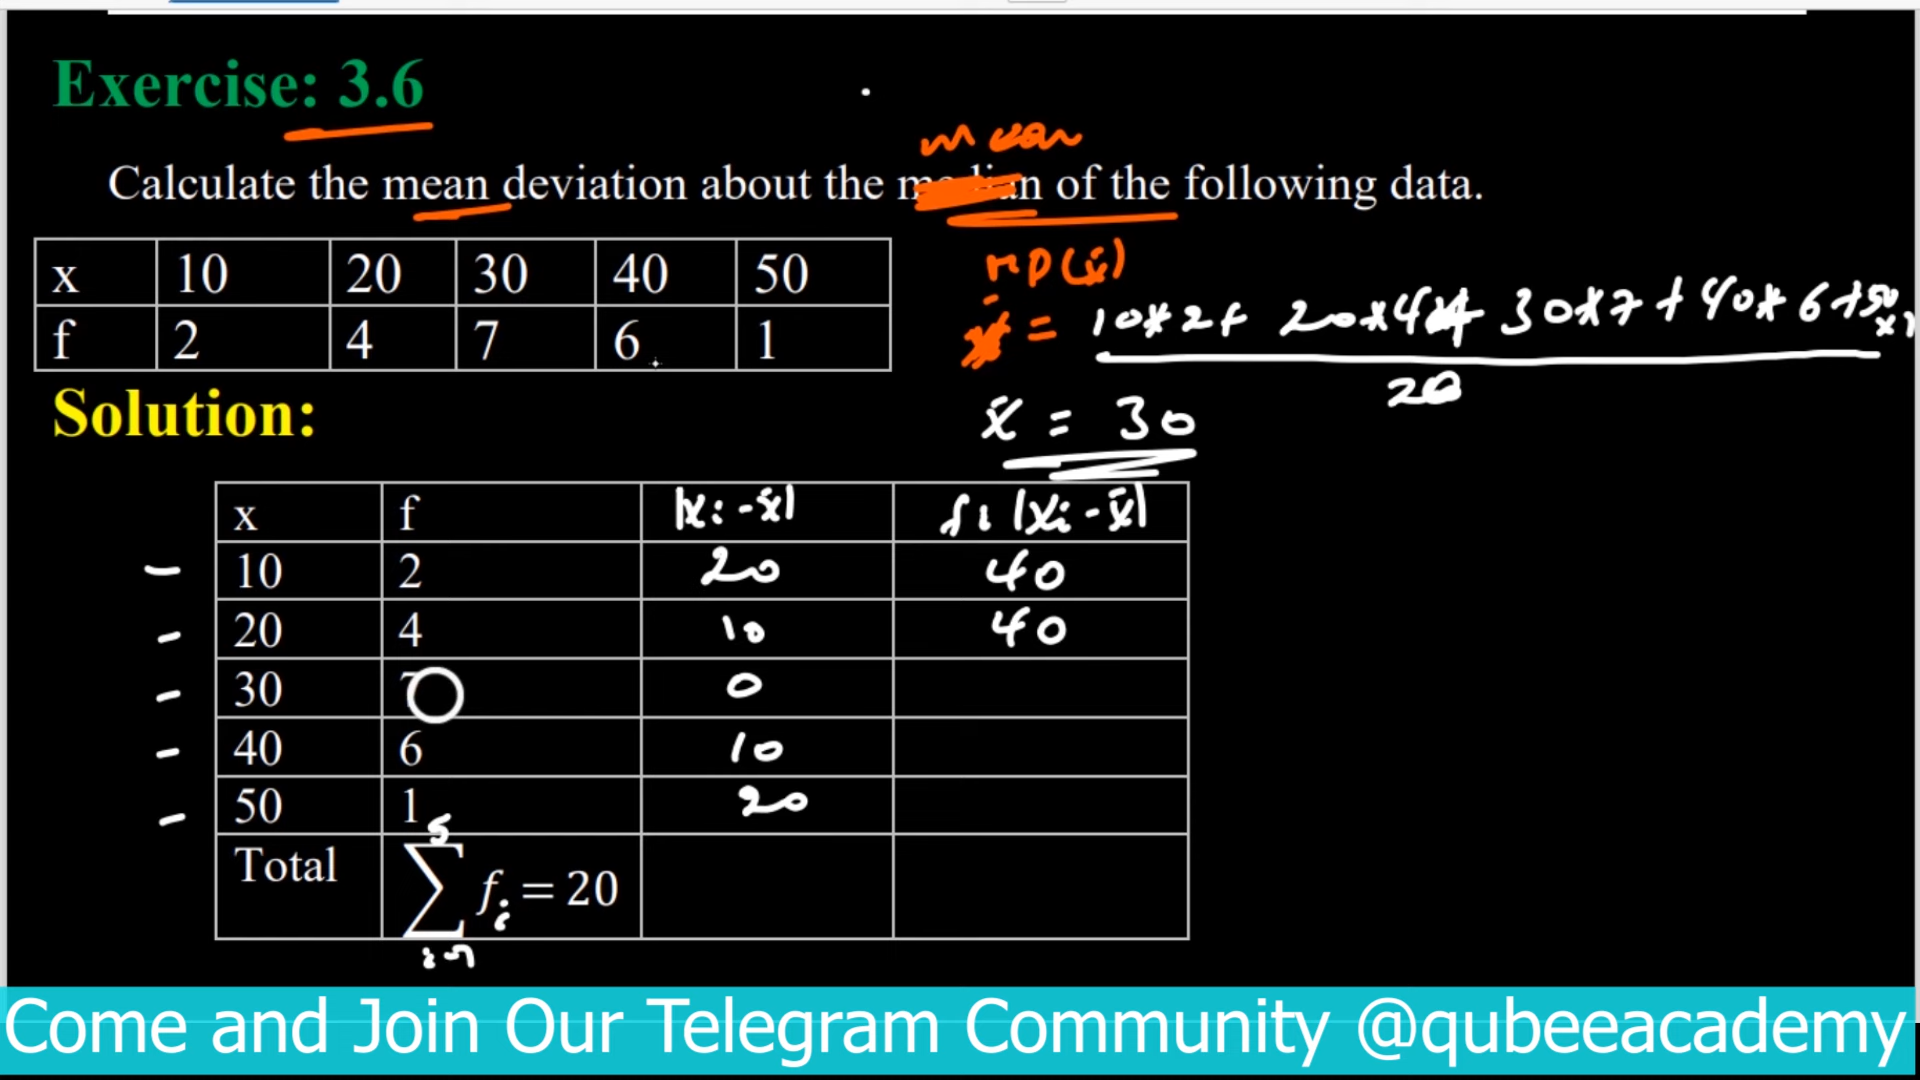 Exercise: 3.6
mean
Calculate the mean deviation about the median of the following data.
x 10 20 30 40 50
f 2 4 7 6 1
MD(x̄)
x̄ = 10*2+ 20*4+ 30*7+40*6+50
20
Solution:
x̄ = 30
x f |xi-x̄| fi|xi-x̄|
10 2 20 40
20 4 10 40
30 7 0
40 6 10
50 1 20
Total ∑ fi = 20
5
Come and Join Our Telegram Community @qubeeacademy